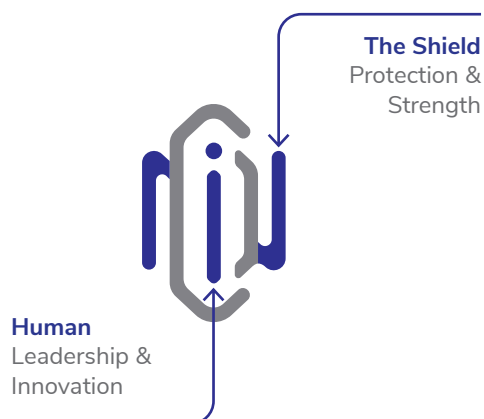 The Shield
Protection &
Strength
Human
Leadership &
Innovation